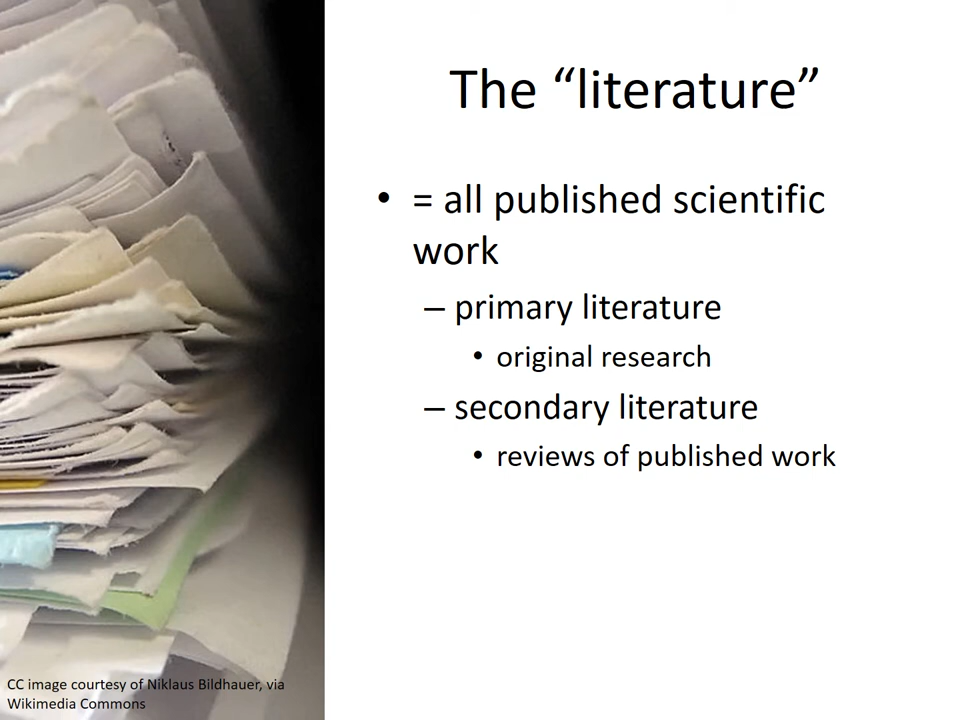 The “literature”
• = all published scientific
work
– primary literature
• original research
– secondary literature
• reviews of published work
CC image courtesy of Niklaus Bildhauer, via
Wikimedia Commons